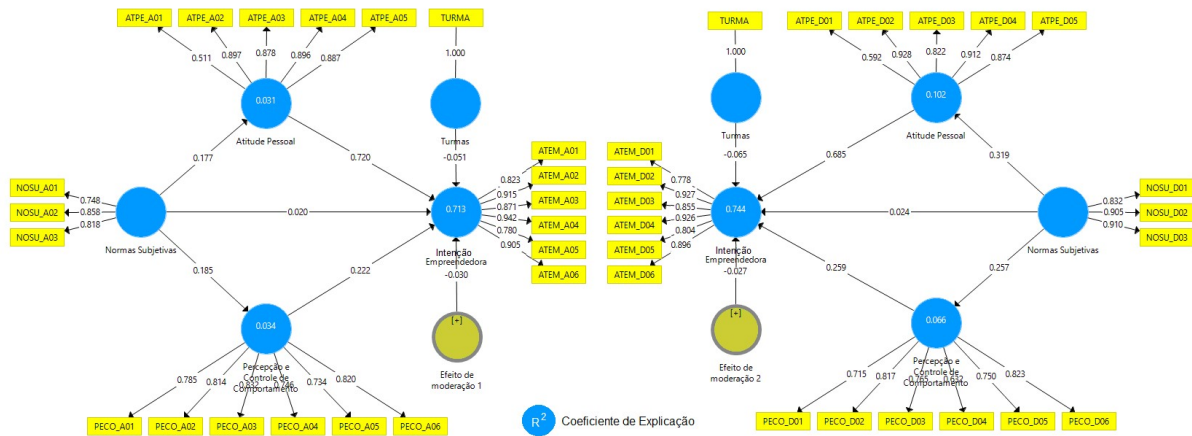 ATPE_A01 ATPE_A02 ATPE_A03 ATPE_A04 ATPE_A05 TURMA
0.511 0.897 0.878 0.896 0.887 1.000
0.031
Atitude Pessoal Turmas
0.177 0.720 -0.051
NOSU_A01 0.748
NOSU_A02 0.858
NOSU_A03 0.818
Normas Subjetivas
0.020
0.713
Intenção
Empreendedora
0.823 ATEM_A01
0.915 ATEM_A02
0.871 ATEM_A03
0.942 ATEM_A04
0.780 ATEM_A05
0.905 ATEM_A06
0.185 0.222 -0.030
0.034
Percepção e
Controle de
Comportamento
[+]
Efeito de
moderação 1
0.785 0.814 0.832 0.746 0.734 0.820
PECO_A01 PECO_A02 PECO_A03 PECO_A04 PECO_A05 PECO_A06
TURMA ATPE_D01 ATPE_D02 ATPE_D03 ATPE_D04 ATPE_D05
1.000 0.592 0.928 0.822 0.912 0.874
0.102
Turmas Atitude Pessoal
-0.065 0.685 0.319
ATEM_D01 0.778
ATEM_D02 0.927
ATEM_D03 0.855
ATEM_D04 0.926
ATEM_D05 0.804
ATEM_D06 0.896
0.744
Intenção
Empreendedora
0.024
Normas Subjetivas
0.832 NOSU_D01
0.905 NOSU_D02
0.910 NOSU_D03
-0.027 0.259 0.257
[+]
Efeito de
moderação 2
0.066
Percepção e
Controle de
Comportamento
0.715 0.817 0.765 0.750 0.823
PECO_D01 PECO_D02 PECO_D03 PECO_D04 PECO_D05 PECO_D06
R² Coeficiente de Explicação